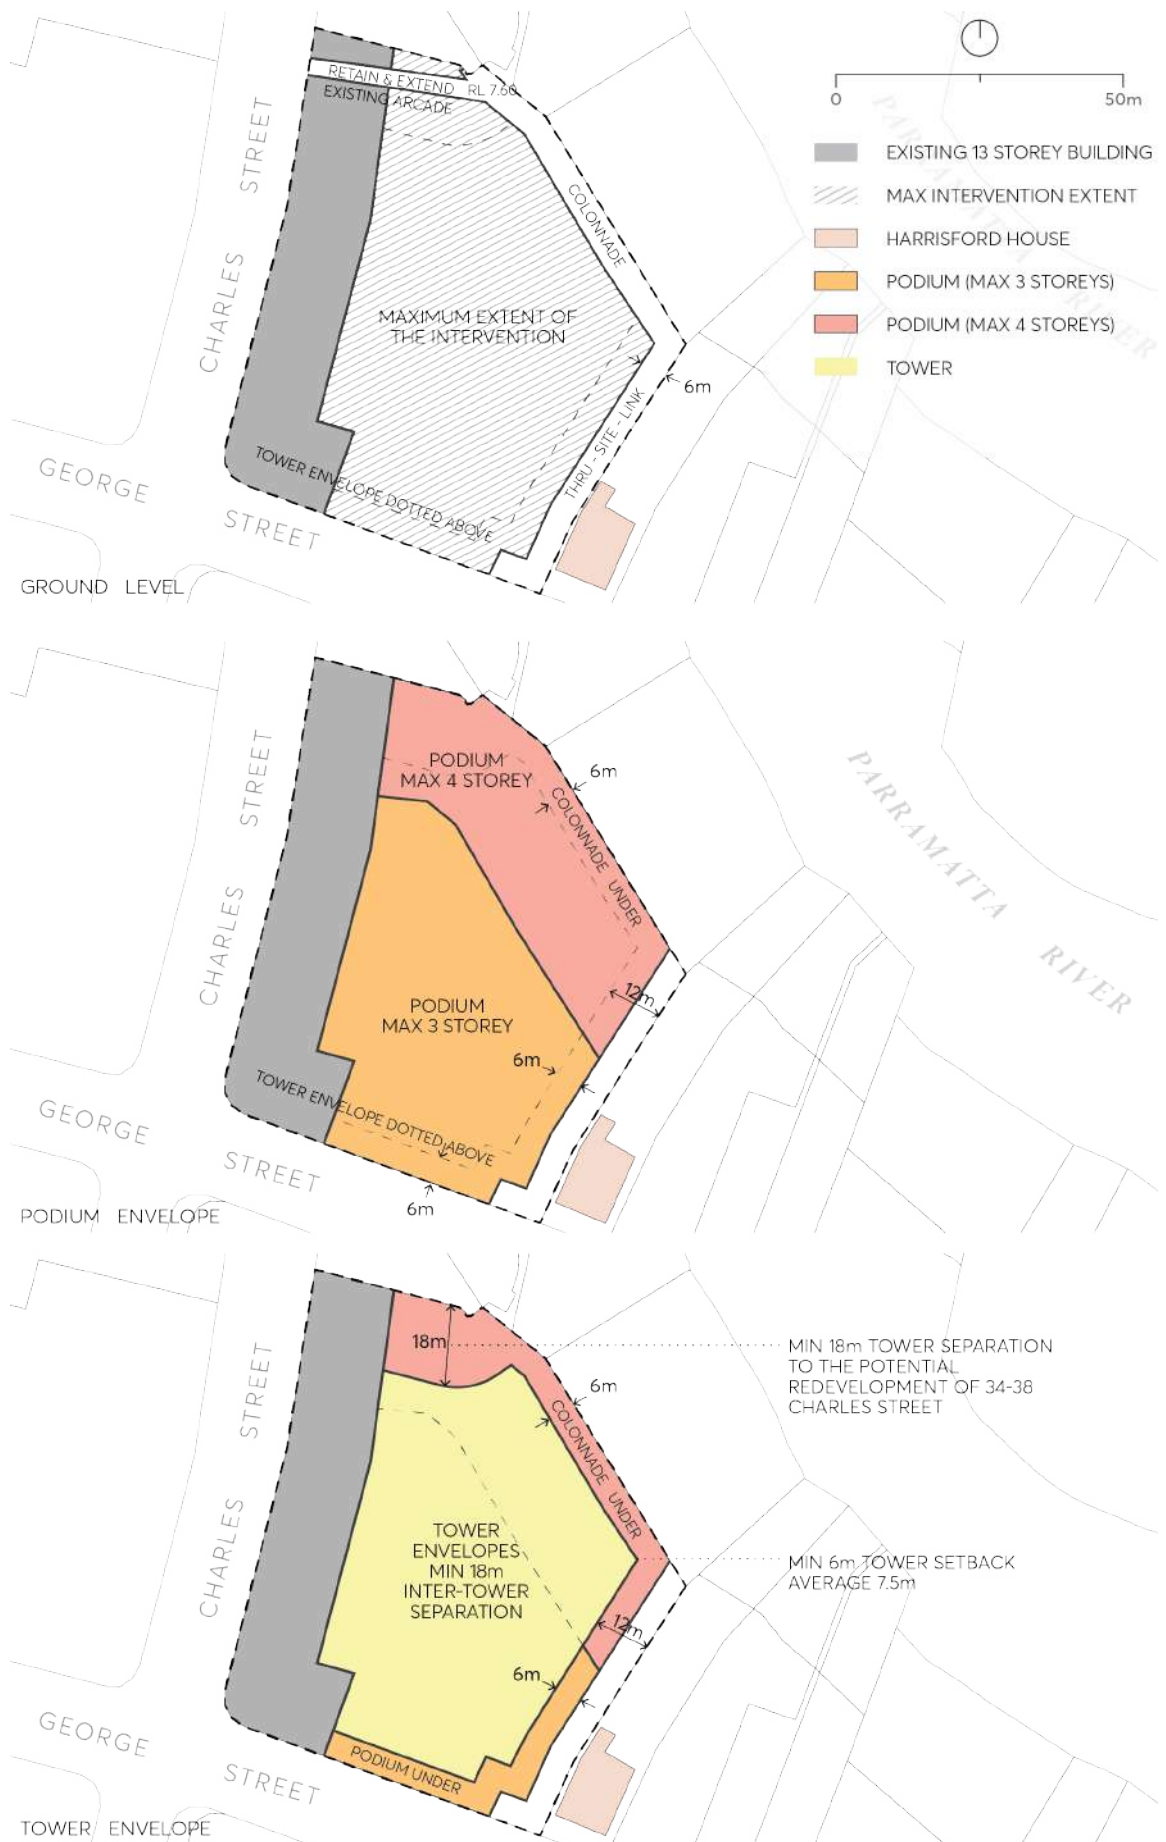 RETAIN & EXTEND RL 7.60
EXISTING ARCADE
0
50m
STREET
PARRAMATTA
RIVER
EXISTING 13 STOREY BUILDING
MAX INTERVENTION EXTENT
HARRISFORD HOUSE
PODIUM (MAX 3 STOREYS)
PODIUM (MAX 4 STOREYS)
TOWER
COLONNADE
CHARLES
MAXIMUM EXTENT OF
THE INTERVENTION
6m
THRU - SITE - LINK
GEORGE
TOWER ENVELOPE DOTTED ABOVE
STREET
GROUND LEVEL
STREET
PODIUM
MAX 4 STOREY
6m
COLONNADE UNDER
PARRAMATTA
RIVER
CHARLES
12m
PODIUM
MAX 3 STOREY
6m
GEORGE
TOWER ENVELOPE DOTTED ABOVE
STREET
6m
PODIUM ENVELOPE
STREET
18m
MIN 18m TOWER SEPARATION
TO THE POTENTIAL
REDEVELOPMENT OF 34-38
CHARLES STREET
6m
COLONNADE UNDER
CHARLES
TOWER
ENVELOPES
MIN 18m
INTER-TOWER
SEPARATION
MIN 6m TOWER SETBACK
AVERAGE 7.5m
12m
6m
GEORGE
PODIUM UNDER
STREET
TOWER ENVELOPE